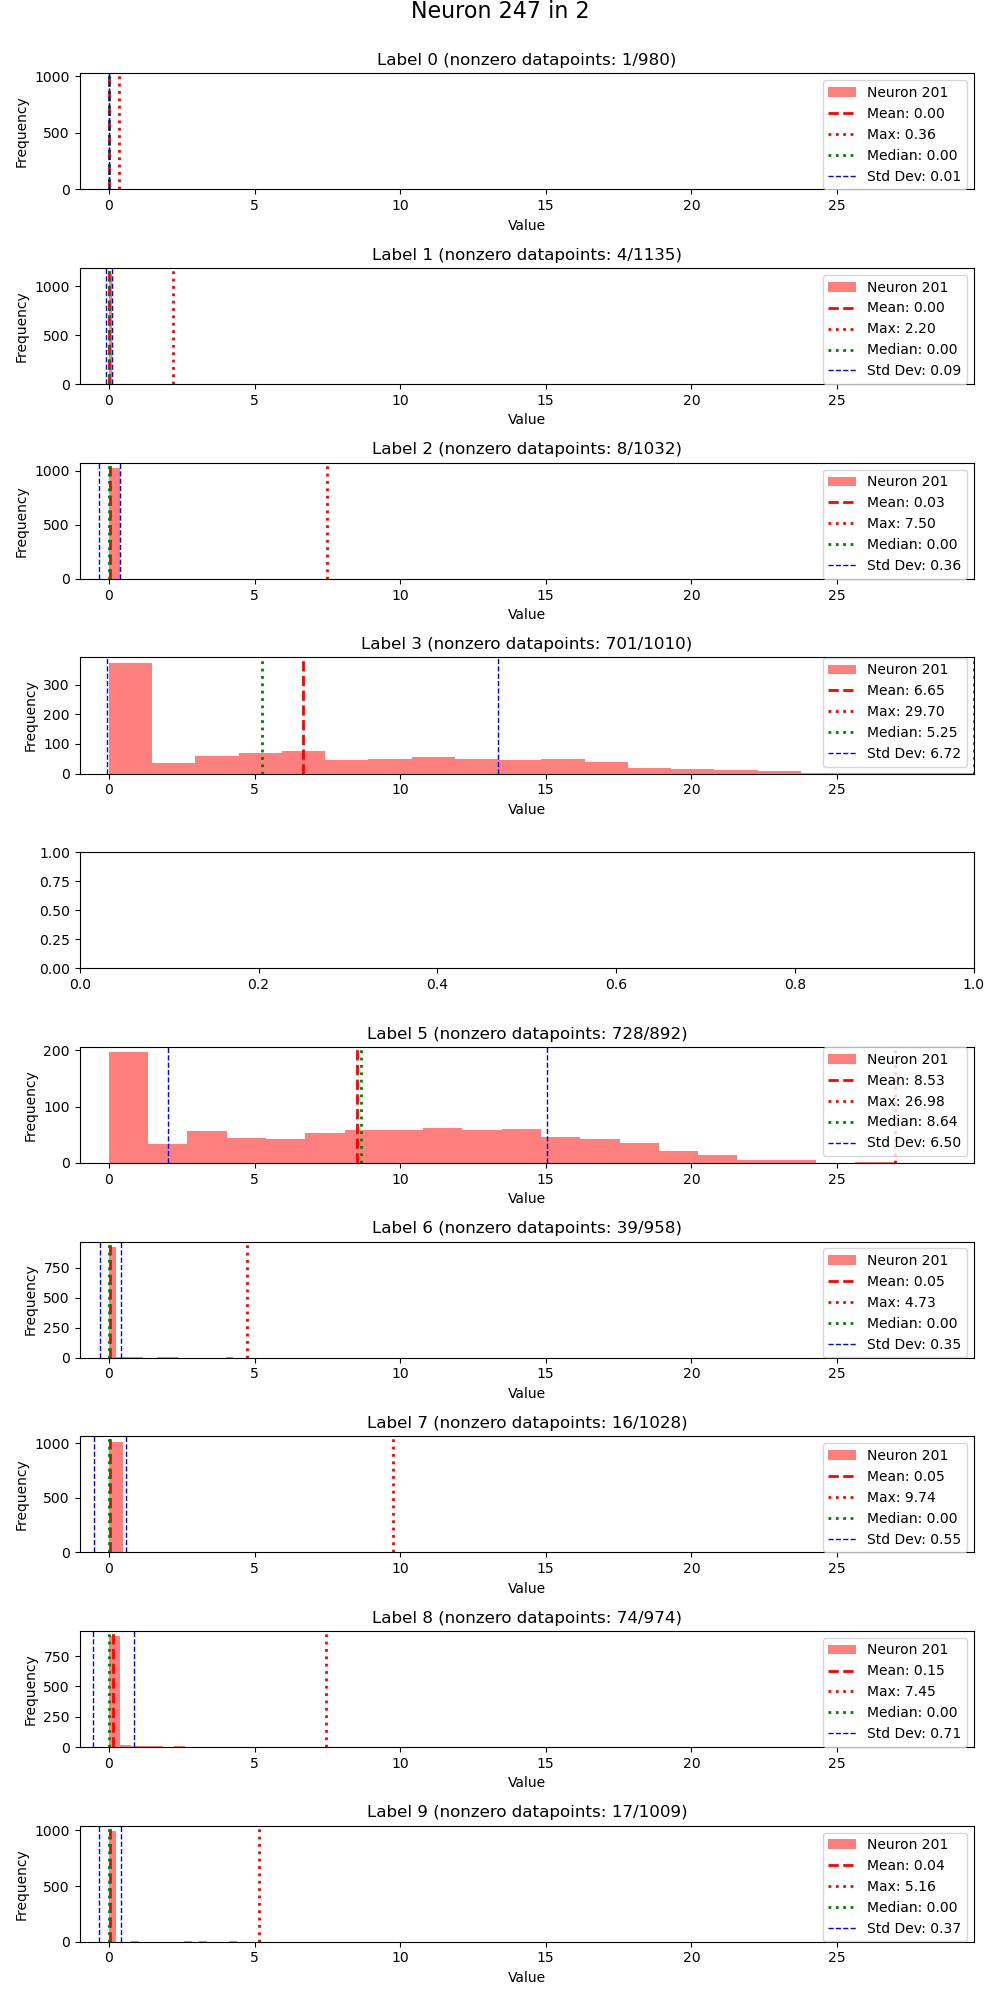 Neuron 247 in 2
Label 0 (nonzero datapoints: 1/980)
1000
500
0
Frequency
Neuron 201
Mean: 0.00
Max: 0.36
Median: 0.00
Std Dev: 0.01
0 5 10 15 20 25
Value
Label 1 (nonzero datapoints: 4/1135)
1000
500
0
Frequency
Neuron 201
Mean: 0.00
Max: 2.20
Median: 0.00
Std Dev: 0.09
0 5 10 15 20 25
Value
Label 2 (nonzero datapoints: 8/1032)
1000
500
0
Frequency
Neuron 201
Mean: 0.03
Max: 7.50
Median: 0.00
Std Dev: 0.36
0 5 10 15 20 25
Value
Label 3 (nonzero datapoints: 701/1010)
300
200
100
0
Frequency
Neuron 201
Mean: 6.65
Max: 29.70
Median: 5.25
Std Dev: 6.72
0 5 10 15 20 25
Value
1.00
0.75
0.50
0.25
0.00
0.0 0.2 0.4 0.6 0.8 1.0
Label 5 (nonzero datapoints: 728/892)
200
100
0
Frequency
Neuron 201
Mean: 8.53
Max: 26.98
Median: 8.64
Std Dev: 6.50
0 5 10 15 20 25
Value
Label 6 (nonzero datapoints: 39/958)
750
500
250
0
Frequency
Neuron 201
Mean: 0.05
Max: 4.73
Median: 0.00
Std Dev: 0.35
0 5 10 15 20 25
Value
Label 7 (nonzero datapoints: 16/1028)
1000
500
0
Frequency
Neuron 201
Mean: 0.05
Max: 9.74
Median: 0.00
Std Dev: 0.55
0 5 10 15 20 25
Value
Label 8 (nonzero datapoints: 74/974)
750
500
250
0
Frequency
Neuron 201
Mean: 0.15
Max: 7.45
Median: 0.00
Std Dev: 0.71
0 5 10 15 20 25
Value
Label 9 (nonzero datapoints: 17/1009)
1000
500
0
Frequency
Neuron 201
Mean: 0.04
Max: 5.16
Median: 0.00
Std Dev: 0.37
0 5 10 15 20 25
Value